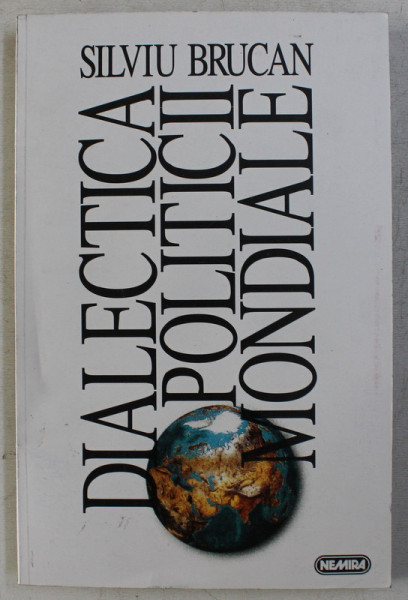 SILVIU BRUCAN
DIALECTICA
POLITICII
MONDIALE
NEMIRA